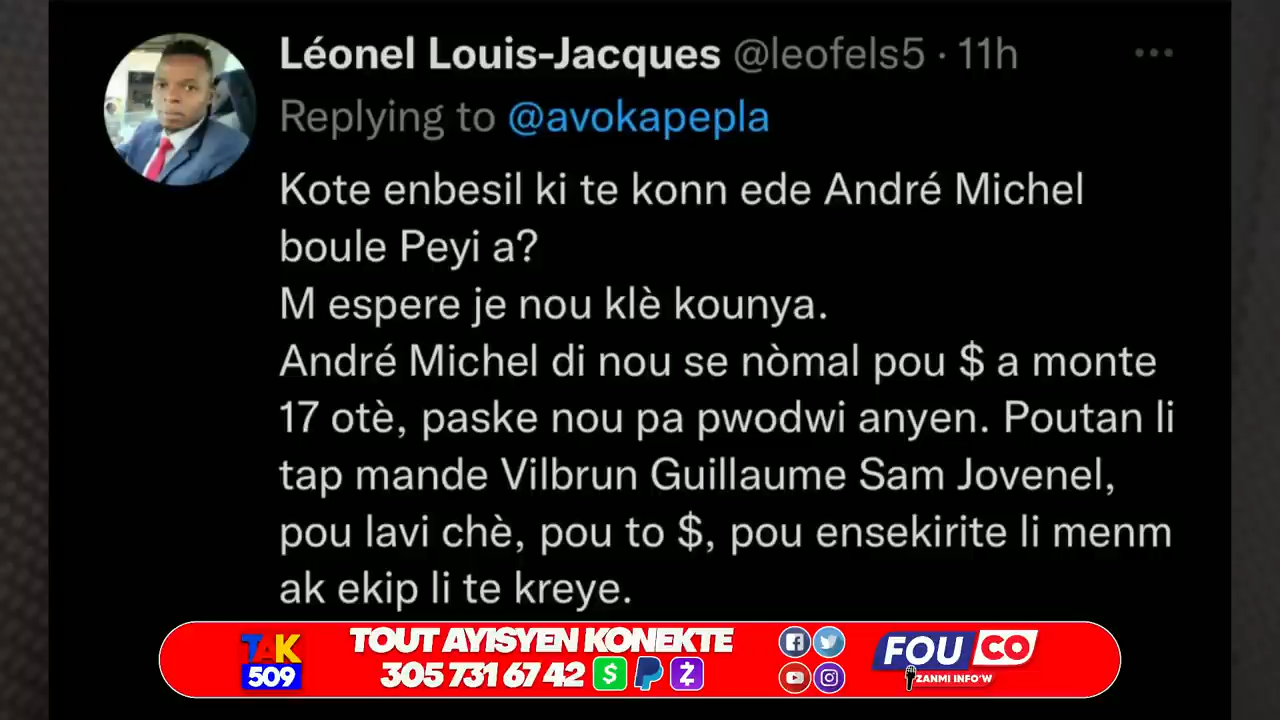 Léonel Louis-Jacques @leofels5 · 11h
Replying to @avokapepla
Kote enbesil ki te konn ede André Michel
boule Peyi a?
M espere je nou klè kounya.
André Michel di nou se nòmal pou $ a monte
17 otè, paske nou pa pwodwi anyen. Poutan li
tap mande Vilbrun Guillaume Sam Jovenel,
pou lavi chè, pou to $, pou ensekirite li menm
ak ekip li te kreye.
TAK
509
TOUT AYISYEN KONEKTE
305 731 67 42
FOUCO
ZANMI INFO'W